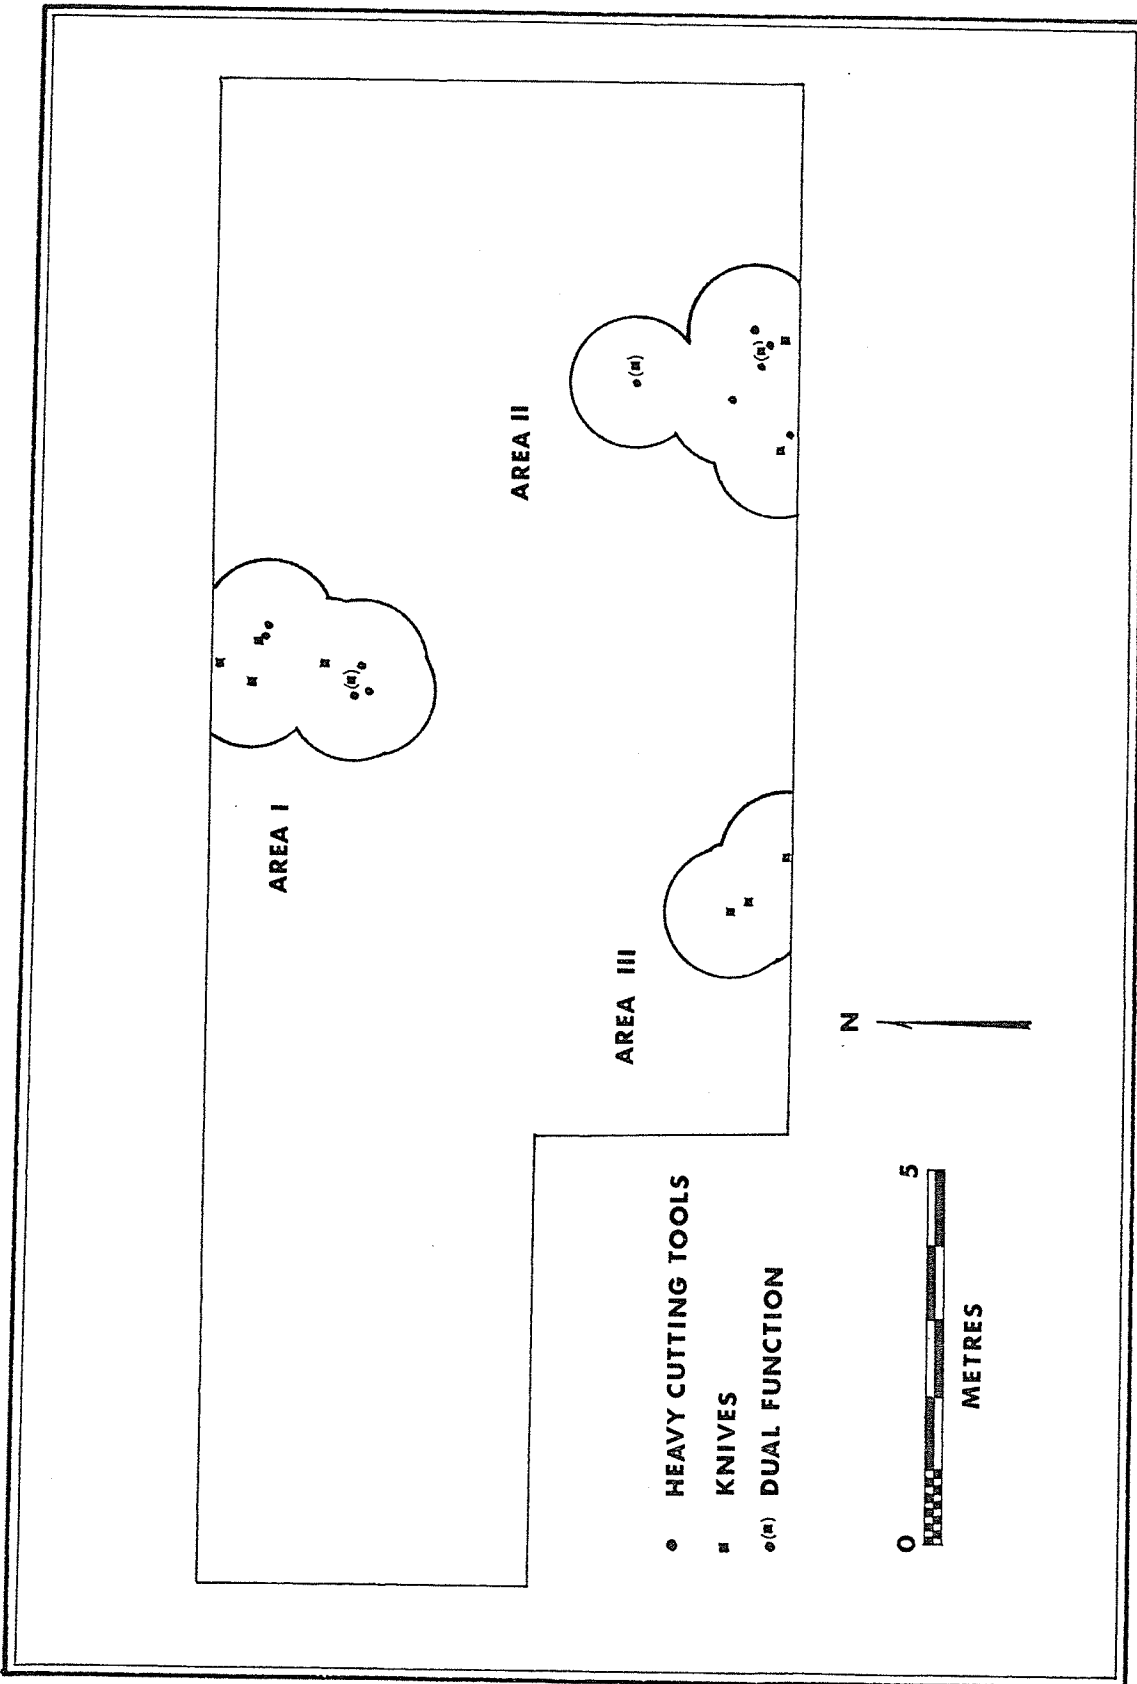 AREA I
AREA II
AREA III
N
● HEAVY CUTTING TOOLS
■ KNIVES
●(■) DUAL FUNCTION
0 5
METRES